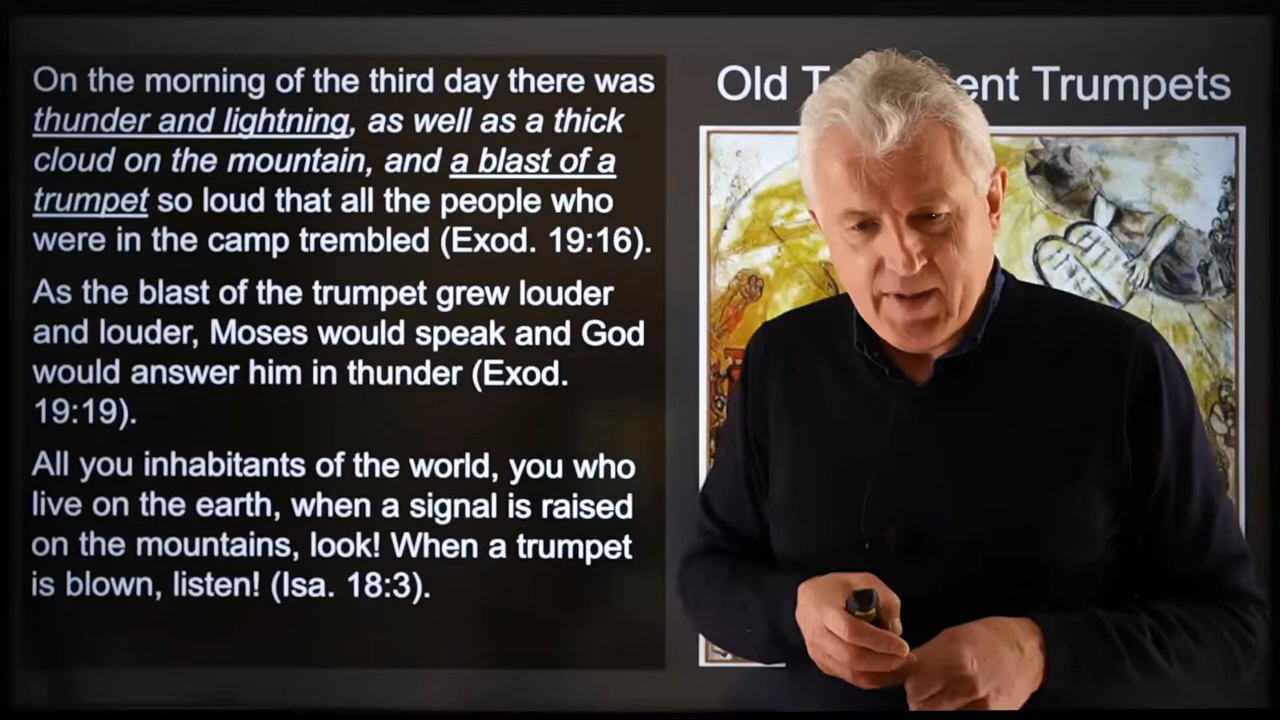 On the morning of the third day there was
thunder and lightning, as well as a thick
cloud on the mountain, and a blast of a
trumpet so loud that all the people who
were in the camp trembled (Exod. 19:16).
As the blast of the trumpet grew louder
and louder, Moses would speak and God
would answer him in thunder (Exod.
19:19).
All you inhabitants of the world, you who
live on the earth, when a signal is raised
on the mountains, look! When a trumpet
is blown, listen! (Isa. 18:3).
Old Trumpets